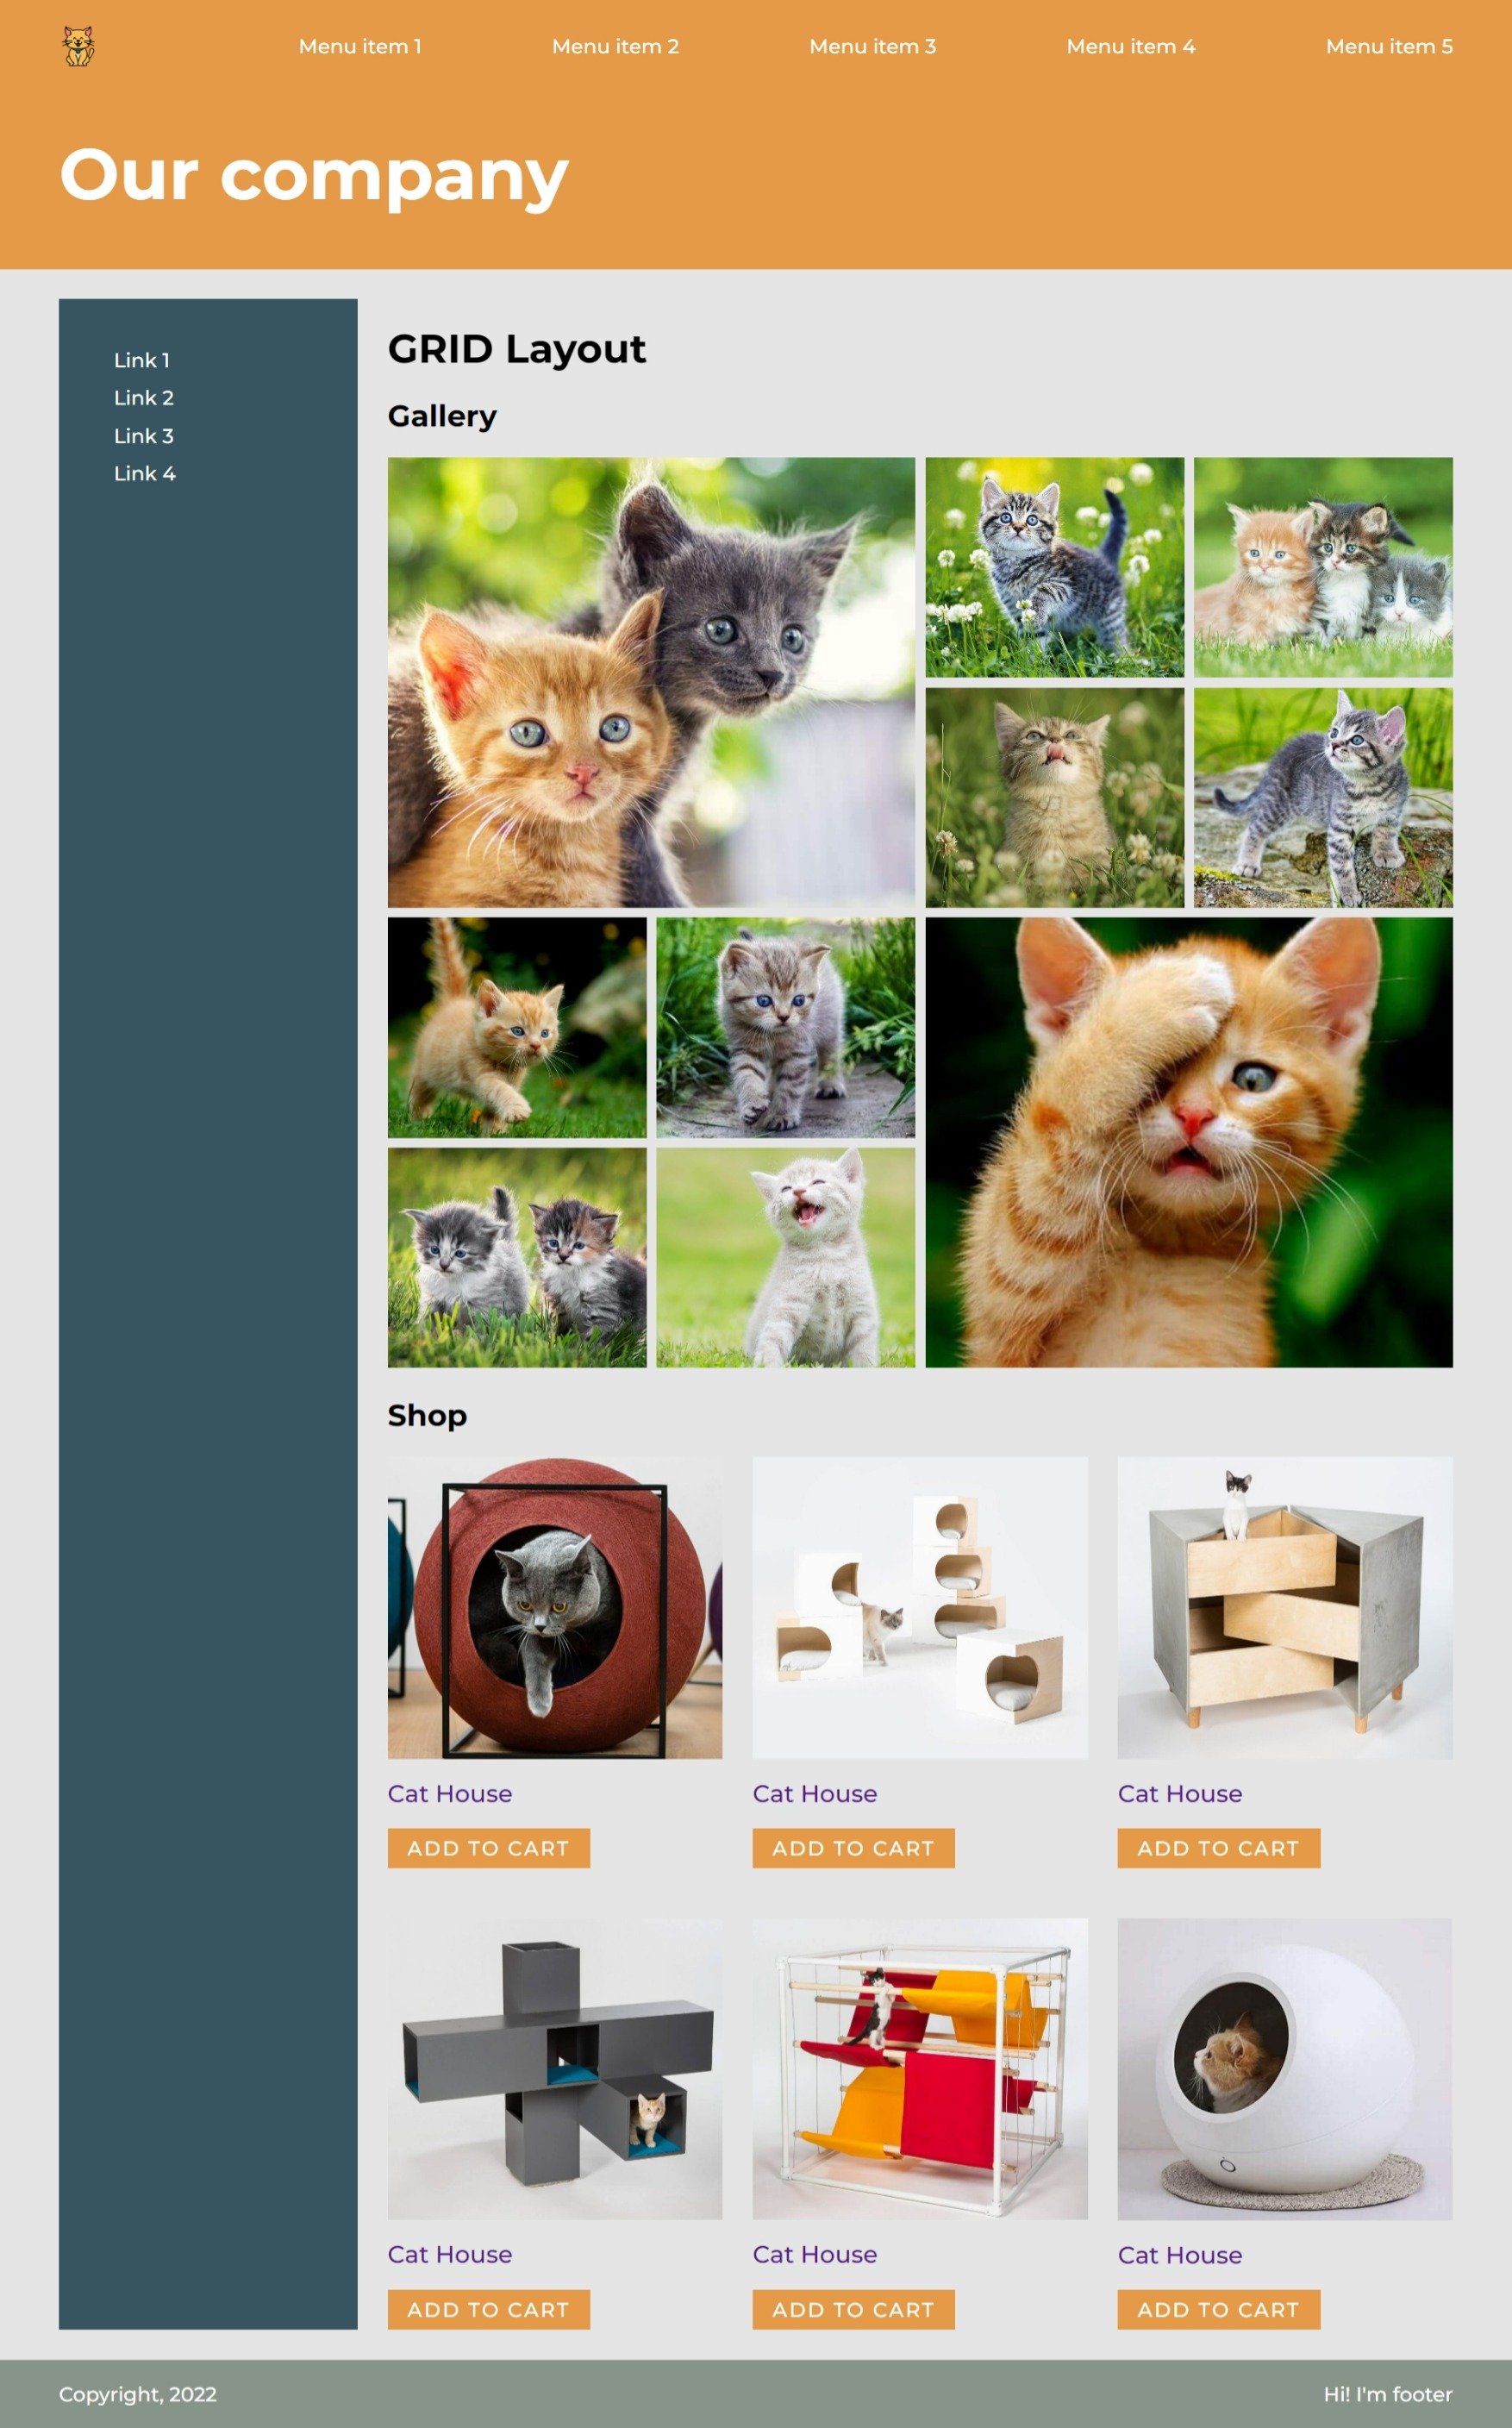 Menu item 1 Menu item 2 Menu item 3 Menu item 4 Menu item 5
Our company
Link 1
Link 2
Link 3
Link 4
GRID Layout
Gallery
Shop
Cat House Cat House Cat House
ADD TO CART ADD TO CART ADD TO CART
Cat House Cat House Cat House
ADD TO CART ADD TO CART ADD TO CART
Copyright, 2022 Hi! I'm footer